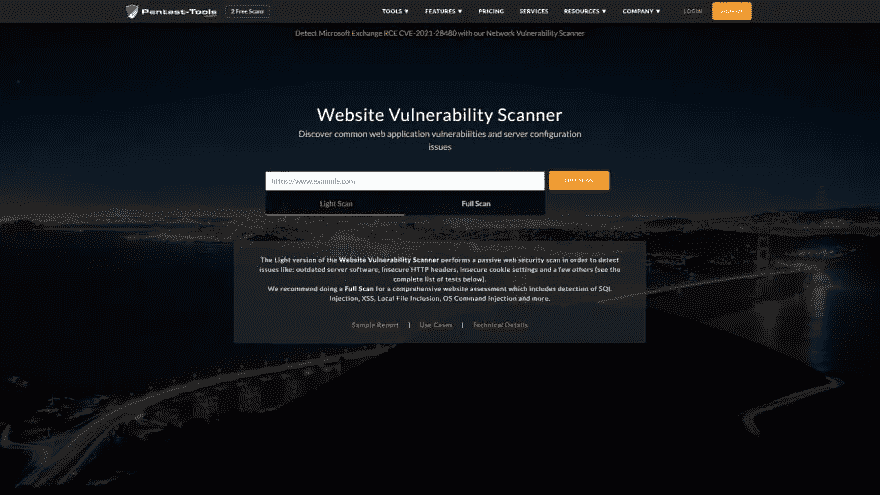 Pentest-Tools
2 Free Scans
TOOLS ▼
FEATURES ▼
PRICING
SERVICES
RESOURCES ▼
COMPANY ▼
LOGIN
Detect Microsoft Exchange RCE CVE-2021-28480 with our Network Vulnerability Scanner
Website Vulnerability Scanner
Discover common web application vulnerabilities and server configuration
issues
https://www.example.com
Light Scan
Full Scan
The Light version of the Website Vulnerability Scanner performs a passive web security scan in order to detect
issues like: outdated server software, insecure HTTP headers, insecure cookie settings and a few others (see the
complete list of tests below).
We recommend doing a Full Scan for a comprehensive website assessment which includes detection of SQL
Injection, XSS, Local File Inclusion, OS Command Injection and more.
Sample Report | Use Cases | Technical Details